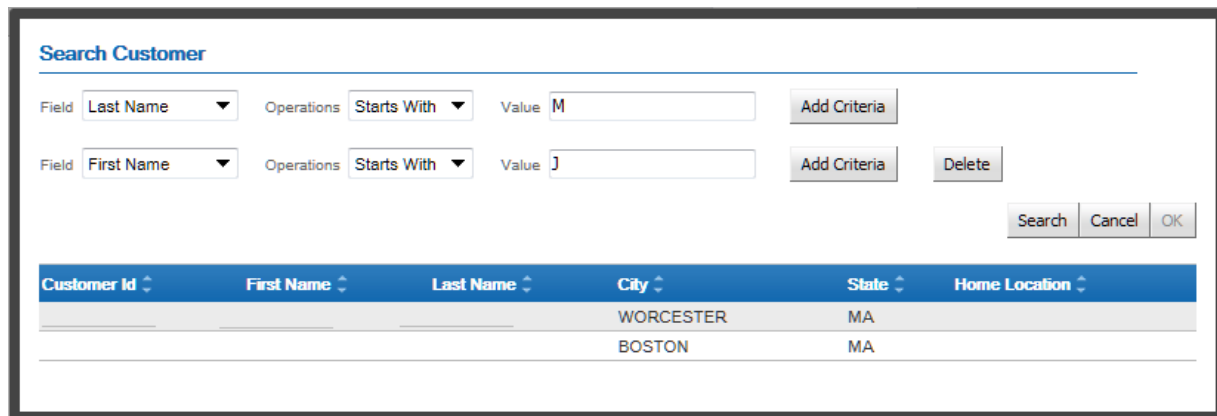 Search Customer
Field Last Name Operations Starts With Value M Add Criteria
Field First Name Operations Starts With Value J Add Criteria Delete
Search Cancel OK
Customer Id First Name Last Name City State Home Location
WORCESTER MA
BOSTON MA